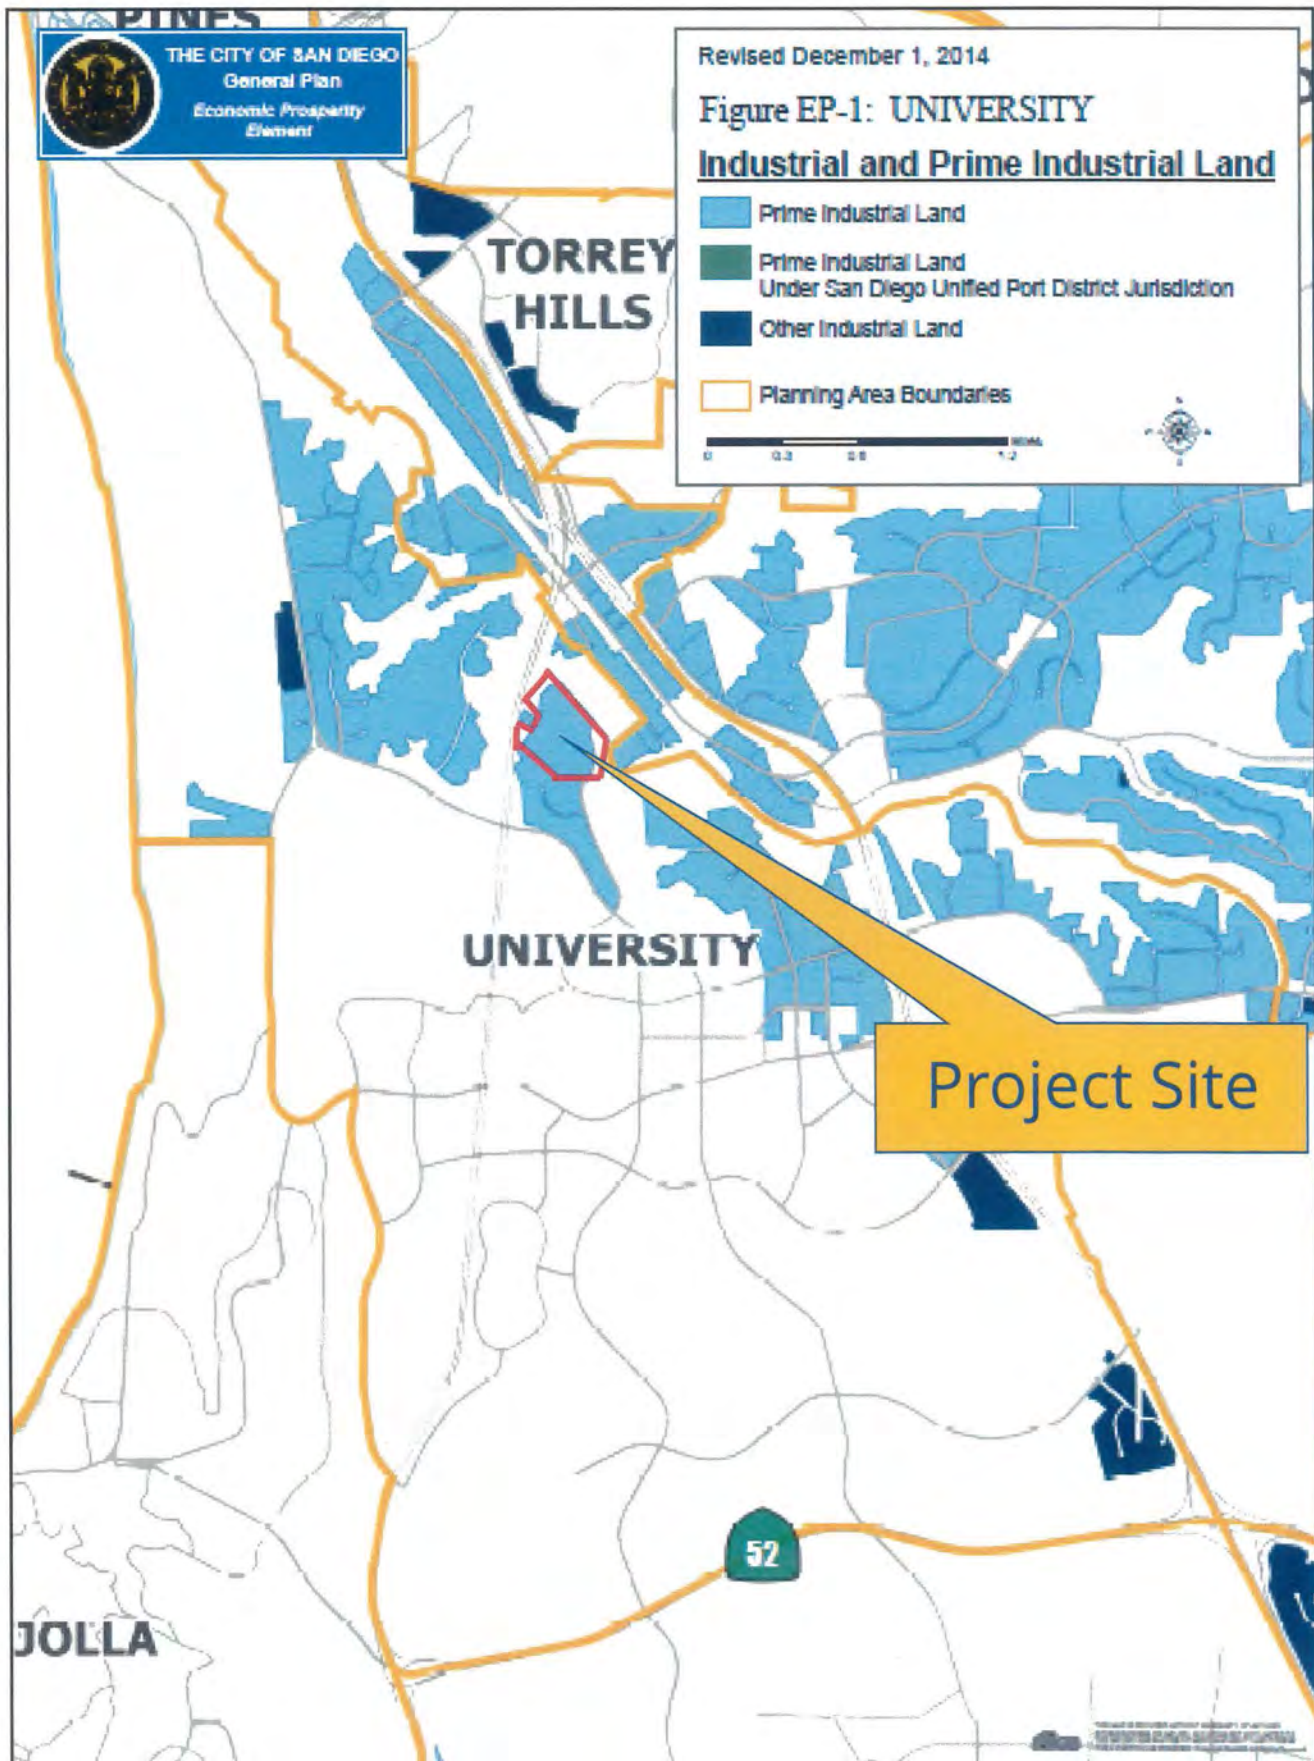 PINES
THE CITY OF SAN DIEGO
General Plan
Economic Prosperity
Element
Revised December 1, 2014
Figure EP-1: UNIVERSITY
Industrial and Prime Industrial Land
Prime Industrial Land
Prime Industrial Land
Under San Diego Unified Port District Jurisdiction
Other Industrial Land
Planning Area Boundaries
0
TORREY
HILLS
UNIVERSITY
Project Site
52
JOLLA